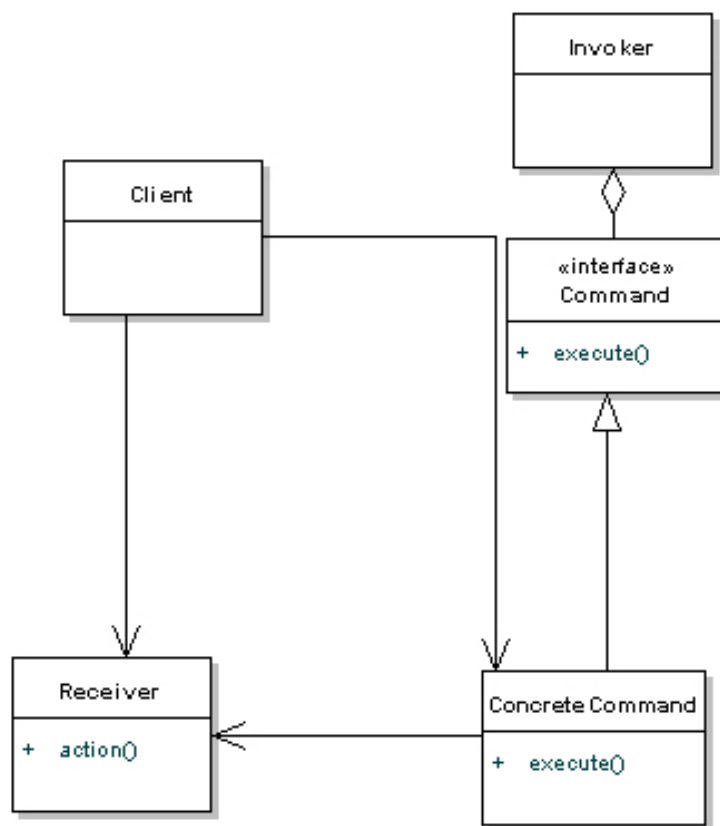 Invoker
Client
«interface»
Command
+ execute()
Receiver
+ action()
Concrete Command
+ execute()